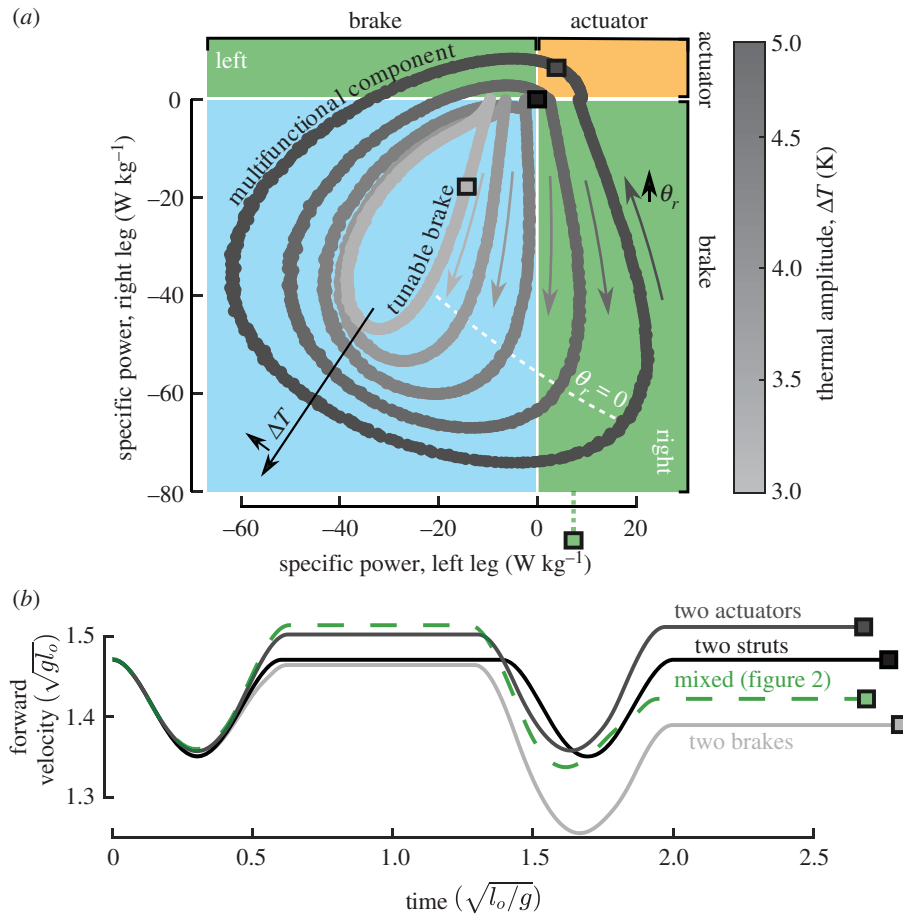 (a)
brake
actuator
left
actuator
5.0
multifunctional component
0
4.5
–20
θr
tunable brake
brake
4.0
–40
specific power, right leg (W kg–1)
thermal amplitude, ΔT (K)
θr = 0
–60
3.5
ΔT
right
–80
3.0
–60
–40
–20
0
20
specific power, left leg (W kg–1)
(b)
two actuators
1.5
two struts
mixed (figure 2)
1.4
two brakes
forward
velocity (√glo)
1.3
0
0.5
1.0
1.5
2.0
2.5
time (√lo/g)